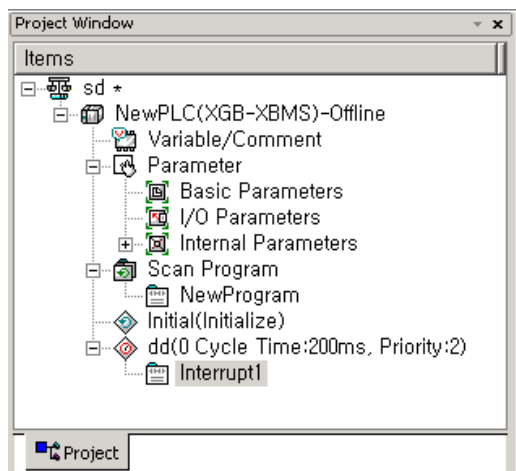 Project Window
Items
sd *
NewPLC(XGB-XBMS)-Offline
Variable/Comment
Parameter
Basic Parameters
I/O Parameters
Internal Parameters
Scan Program
NewProgram
Initial(Initialize)
dd(0 Cycle Time:200ms, Priority:2)
Interrupt1
Project